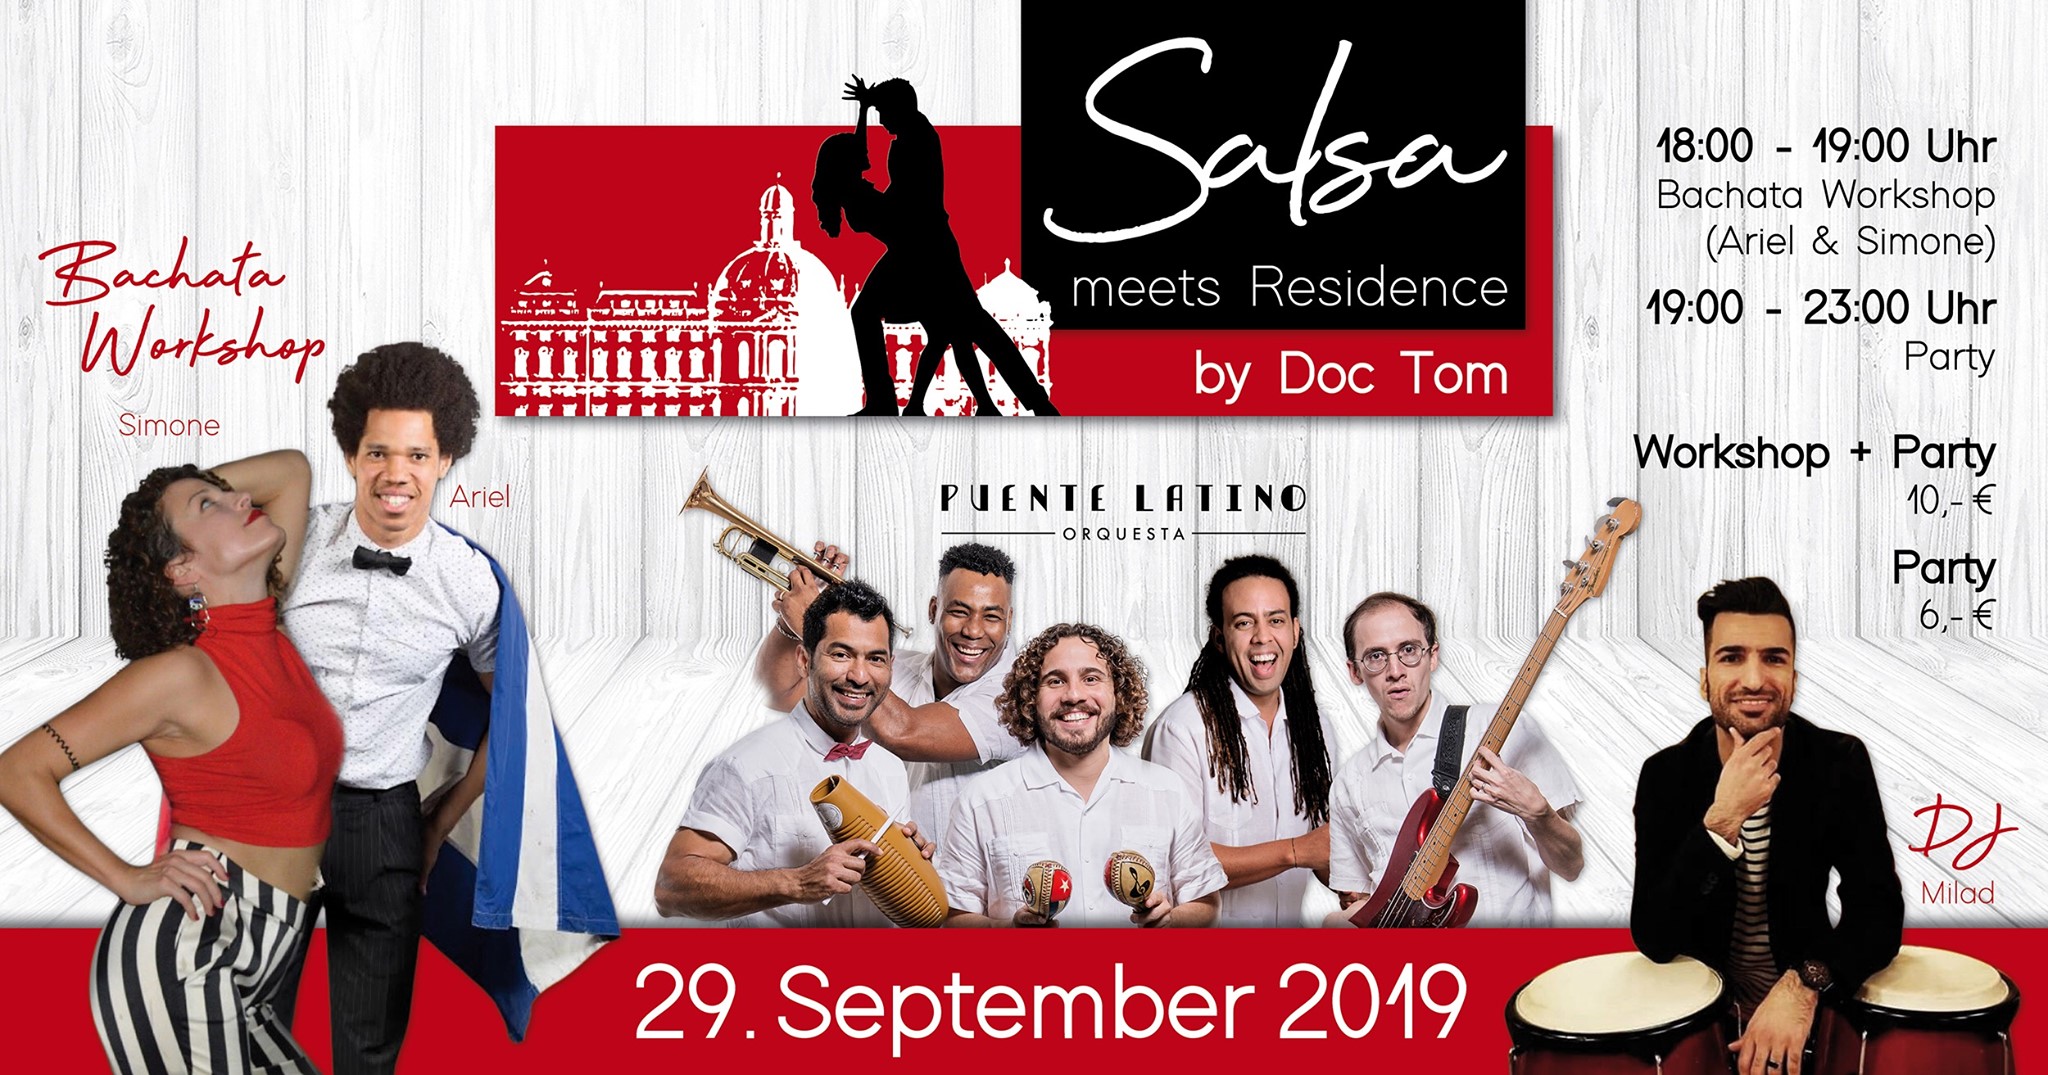 Salsa
meets Residence
by Doc Tom
18:00 - 19:00 Uhr
Bachata Workshop
(Ariel & Simone)
19:00 - 23:00 Uhr
Party
Workshop + Party
10,- €
Party
6,- €
Bachata
Workshop
Simone
Ariel
PUENTE LATINO
ORQUESTA
DJ
Milad
29. September 2019